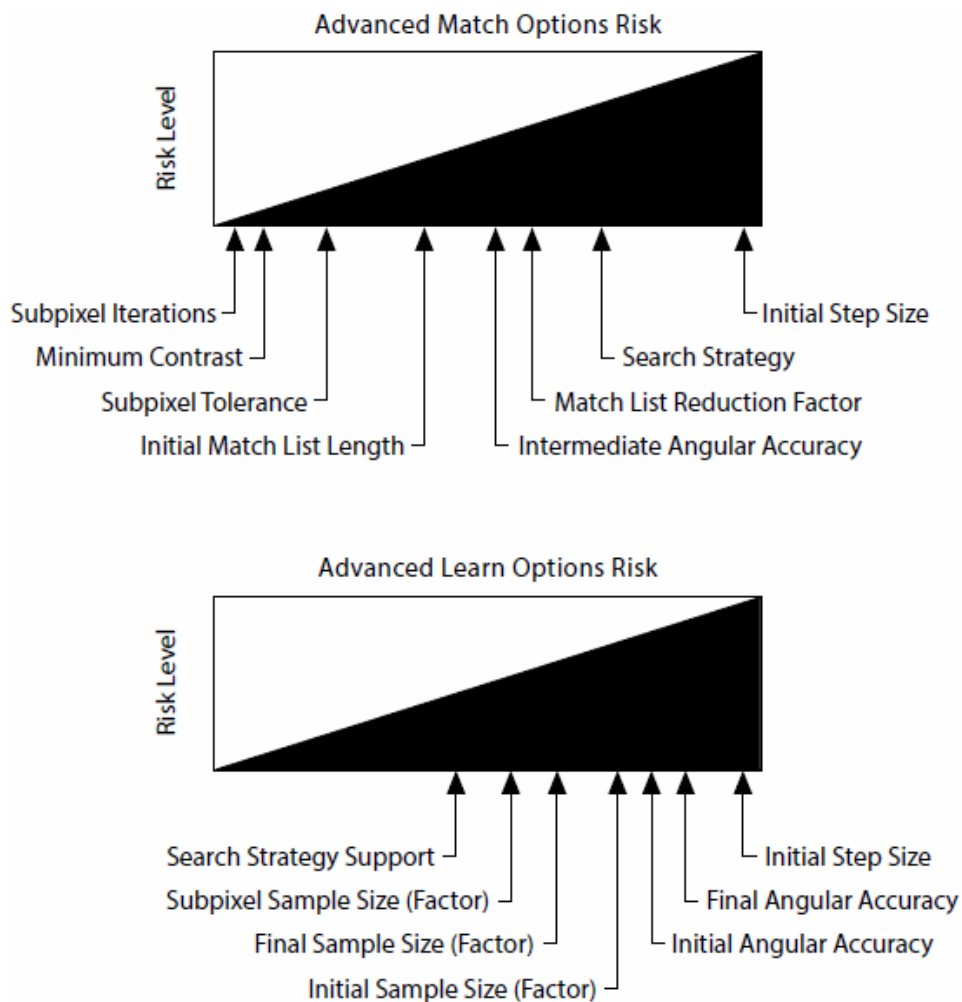 Advanced Match Options Risk
Risk Level
Subpixel Iterations
Initial Step Size
Minimum Contrast
Search Strategy
Subpixel Tolerance
Match List Reduction Factor
Initial Match List Length
Intermediate Angular Accuracy
Advanced Learn Options Risk
Risk Level
Search Strategy Support
Initial Step Size
Subpixel Sample Size (Factor)
Final Angular Accuracy
Final Sample Size (Factor)
Initial Angular Accuracy
Initial Sample Size (Factor)